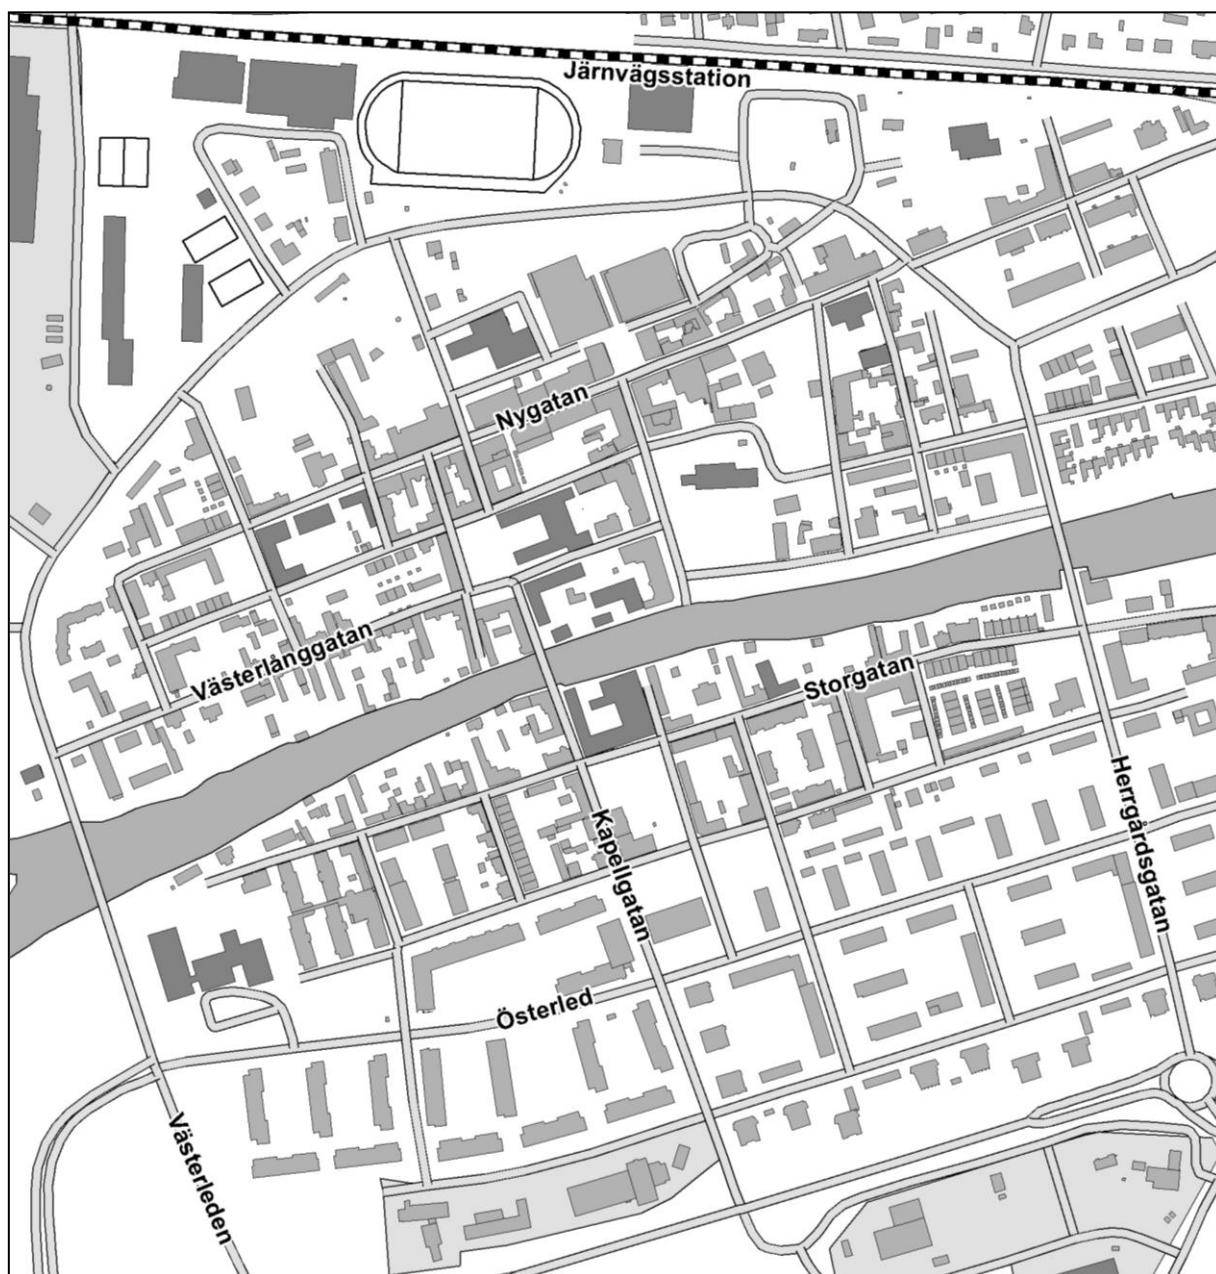 Järnvägsstation
Nygatan
Västerlånggatan
Storgatan
Herrgårdsgatan
Kapellgatan
Österled
Västerleden